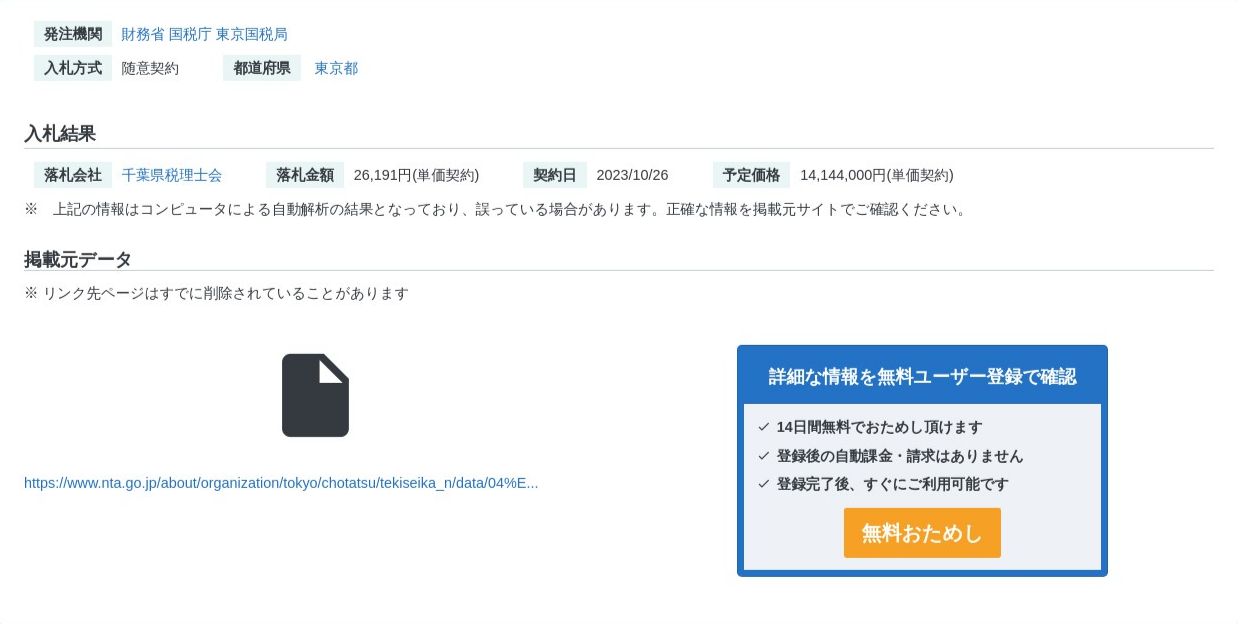 発注機関 財務省 国税庁 東京国税局
入札方式 随意契約 都道府県 東京都
入札結果
落札会社 千葉県税理士会 落札金額 26,191円(単価契約) 契約日 2023/10/26 予定価格 14,144,000円(単価契約)
※ 上記の情報はコンピュータによる自動解析の結果となっており、誤っている場合があります。正確な情報を掲載元サイトでご確認ください。
掲載元データ
※ リンク先ページはすでに削除されていることがあります
https://www.nta.go.jp/about/organization/tokyo/chotatsu/tekiseika_n/data/04%E...
詳細な情報を無料ユーザー登録で確認
✓ 14日間無料でおためし頂けます
✓ 登録後の自動課金・請求はありません
✓ 登録完了後、すぐにご利用可能です
無料おためし